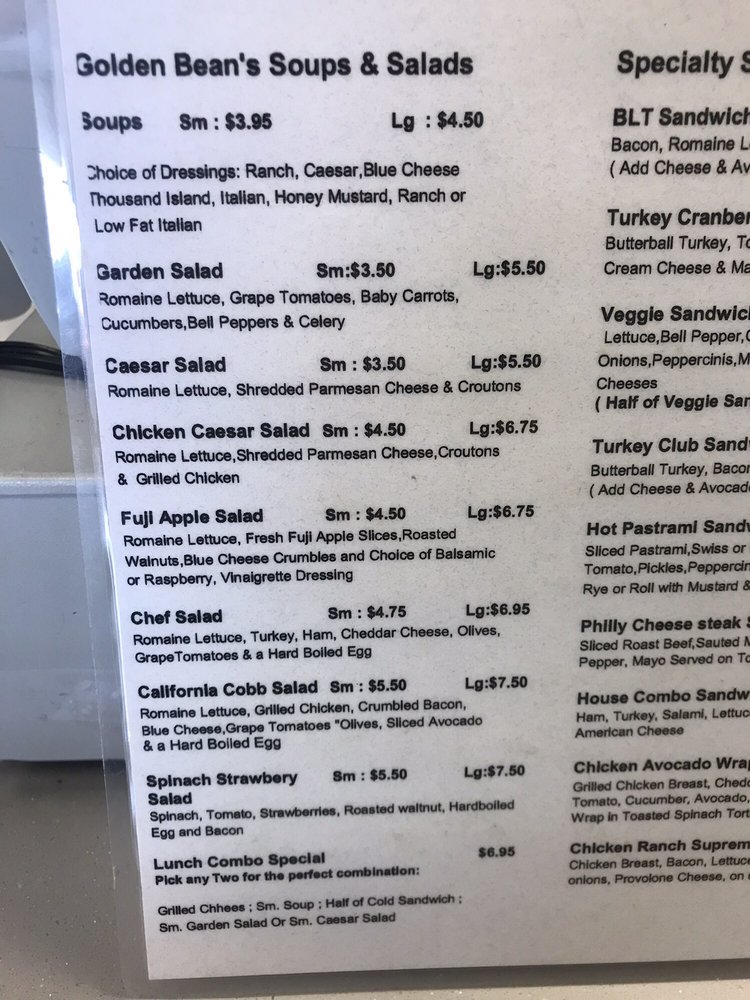 Golden Bean's Soups & Salads
Soups Sm : $3.95 Lg : $4.50
Choice of Dressings: Ranch, Caesar,Blue Cheese
Thousand Island, Italian, Honey Mustard, Ranch or
Low Fat Italian
Garden Salad Sm:$3.50 Lg:$5.50
Romaine Lettuce, Grape Tomatoes, Baby Carrots,
Cucumbers,Bell Peppers & Celery
Caesar Salad Sm : $3.50 Lg:$5.50
Romaine Lettuce, Shredded Parmesan Cheese & Croutons
Chicken Caesar Salad Sm : $4.50 Lg:$6.75
Romaine Lettuce,Shredded Parmesan Cheese,Croutons
& Grilled Chicken
Fuji Apple Salad Sm : $4.50 Lg:$6.75
Romaine Lettuce, Fresh Fuji Apple Slices,Roasted
Walnuts,Blue Cheese Crumbles and Choice of Balsamic
or Raspberry, Vinaigrette Dressing
Chef Salad Sm : $4.75 Lg:$6.95
Romaine Lettuce, Turkey, Ham, Cheddar Cheese, Olives,
GrapeTomatoes & a Hard Boiled Egg
California Cobb Salad Sm : $5.50 Lg:$7.50
Romaine Lettuce, Grilled Chicken, Crumbled Bacon,
Blue Cheese,Grape Tomatoes "Olives, Sliced Avocado
& a Hard Boiled Egg
Spinach Strawbery Sm : $5.50 Lg:$7.50
Salad
Spinach, Tomato, Strawberries, Roasted waltnut, Hardboiled
Egg and Bacon
Lunch Combo Special $6.95
Pick any Two for the perfect combination:
Grilled Chhees ; Sm. Soup ; Half of Cold Sandwich ;
Sm. Garden Salad Or Sm. Caesar Salad
Specialty S
BLT Sandwich
Bacon, Romaine L
( Add Cheese & Av
Turkey Cranber
Butterball Turkey, To
Cream Cheese & Ma
Veggie Sandwich
Lettuce,Bell Pepper,C
Onions,Peppercinis,M
Cheeses
( Half of Veggie San
Turkey Club Sandw
Butterball Turkey, Bacon
( Add Cheese & Avocado
Hot Pastrami Sandw
Sliced Pastrami,Swiss or
Tomato,Pickles,Peppercin
Rye or Roll with Mustard &
Philly Cheese steak S
Sliced Roast Beef,Sauted M
Pepper, Mayo Served on To
House Combo Sandw
Ham, Turkey, Salami, Lettuc
American Cheese
Chicken Avocado Wrap
Grilled Chicken Breast, Chedd
Tomato, Cucumber, Avocado,
Wrap in Toasted Spinach Tort
Chicken Ranch Suprem
Chicken Breast, Bacon, Lettuce
onions, Provolone Cheese, on